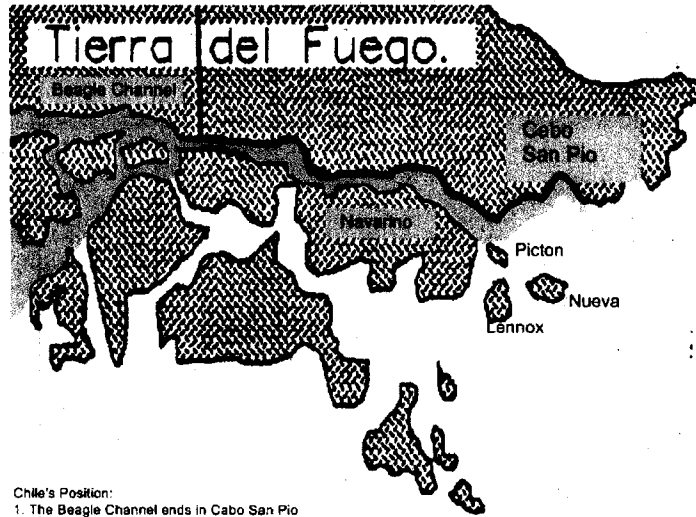 Tierra del Fuego.
Beagle Channel
Cabo
San Pio
Navarino
Picton
Nueva
Lennox
Chile's Position:
1. The Beagle Channel ends in Cabo San Pio